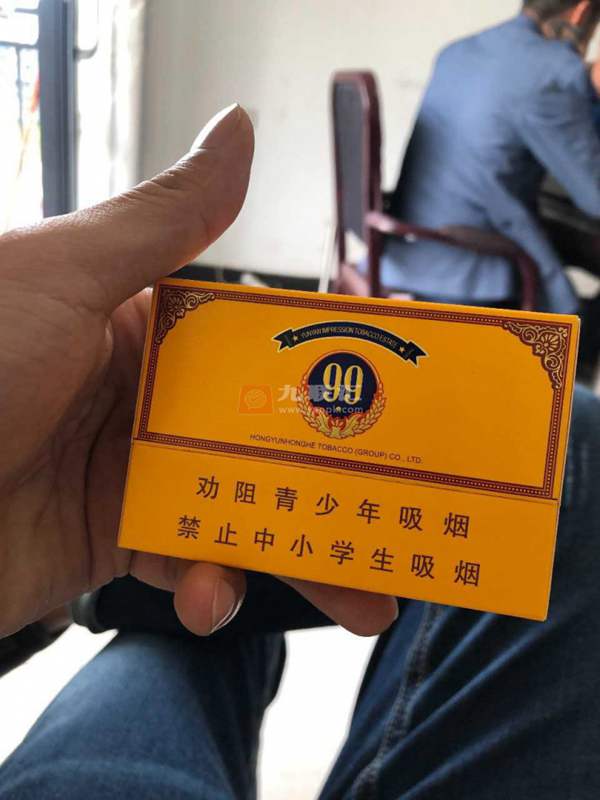 YUNYAN IMPRESSION TOBACCO ESTATE
99
HONGYUNHONGHE TOBACCO (GROUP) CO., LTD.
劝阻青少年吸烟
禁止中小学生吸烟